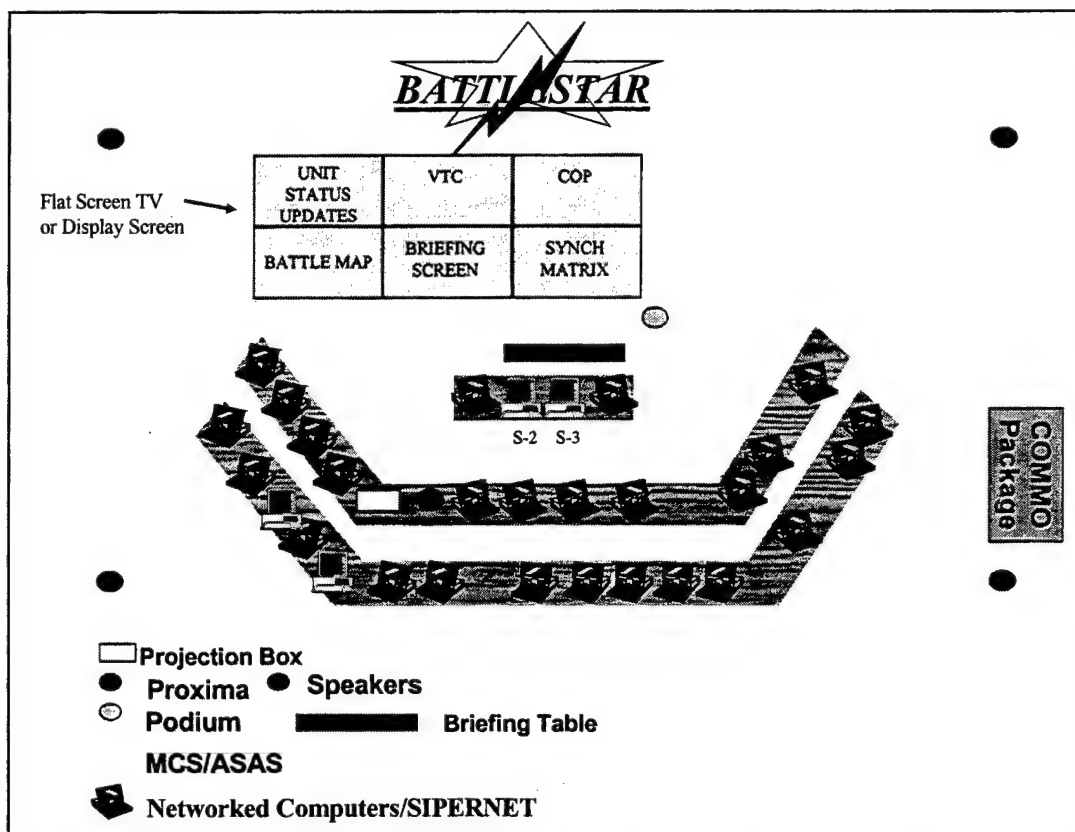 BATTLESTAR
UNIT
STATUS
UPDATES
VTC
COP
Flat Screen TV
or Display Screen
BATTLE MAP
BRIEFING
SCREEN
SYNCH
MATRIX
S-2 S-3
COMMO
Package
Projection Box
Proxima Speakers
Podium Briefing Table
MCS/ASAS
Networked Computers/SIPERNET